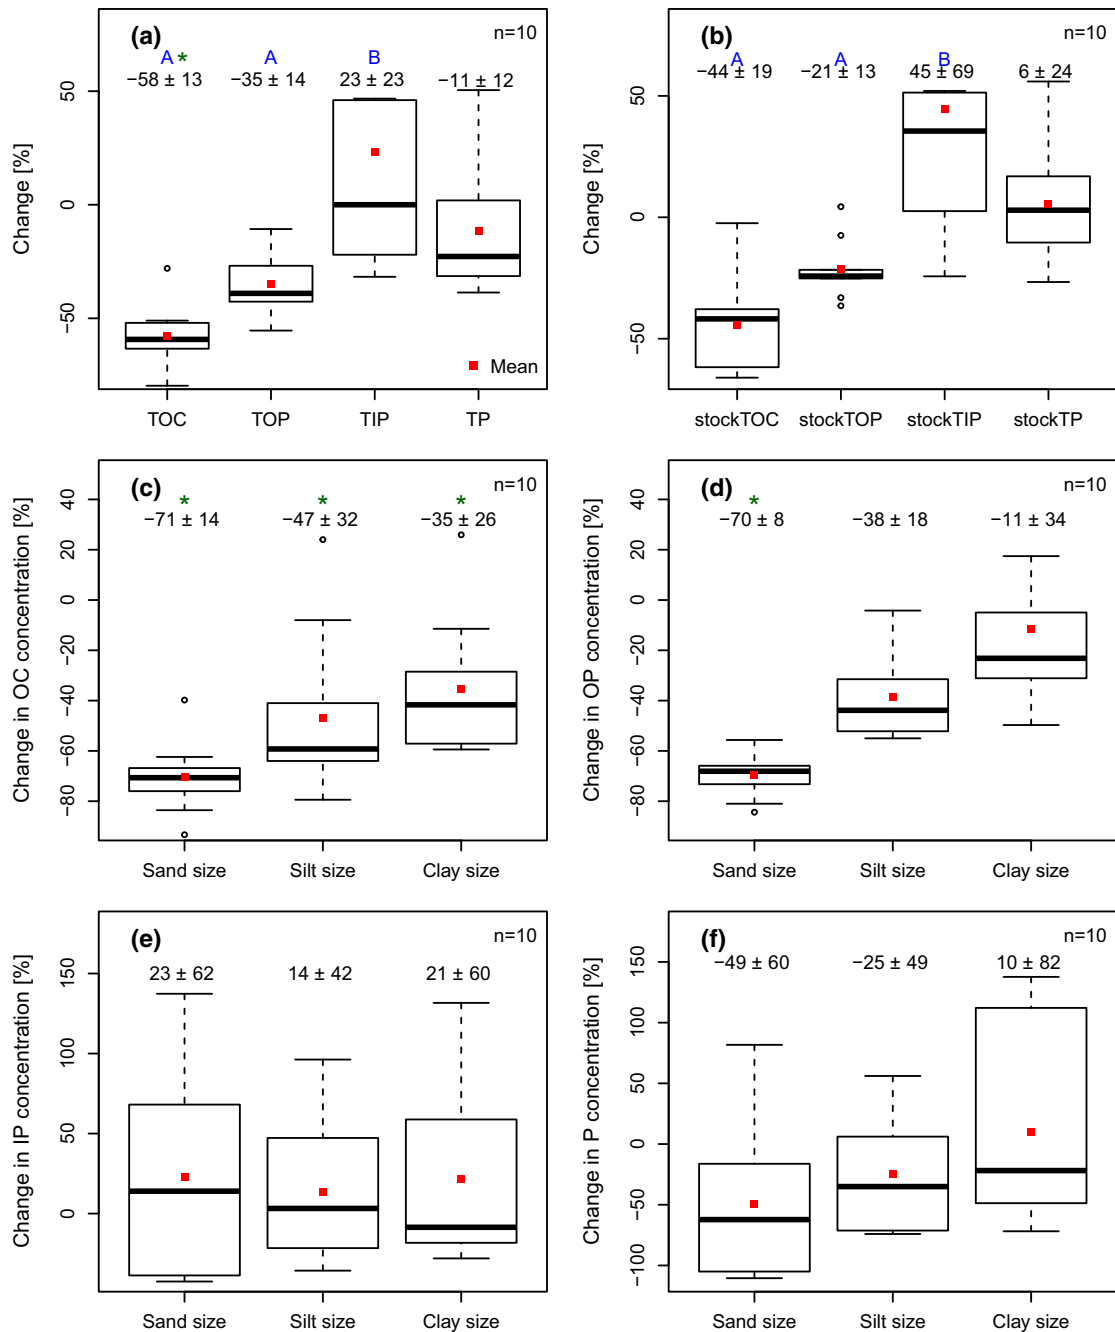 (a)
n=10
A * A B
−58 ± 13 −35 ± 14 23 ± 23 −11 ± 12
Change [%]
50
0
−50
Mean
TOC TOP TIP TP
(b)
n=10
A A B
−44 ± 19 −21 ± 13 45 ± 69 6 ± 24
Change [%]
50
0
−50
stockTOC stockTOP stockTIP stockTP
(c)
n=10
* * *
−71 ± 14 −47 ± 32 −35 ± 26
Change in OC concentration [%]
40
20
0
−20
−40
−60
−80
Sand size Silt size Clay size
(d)
n=10
*
−70 ± 8 −38 ± 18 −11 ± 34
Change in OP concentration [%]
40
20
0
−20
−40
−60
−80
Sand size Silt size Clay size
(e)
n=10
23 ± 62 14 ± 42 21 ± 60
Change in IP concentration [%]
150
100
50
0
Sand size Silt size Clay size
(f)
n=10
−49 ± 60 −25 ± 49 10 ± 82
Change in P concentration [%]
150
100
50
0
−50
−100
Sand size Silt size Clay size